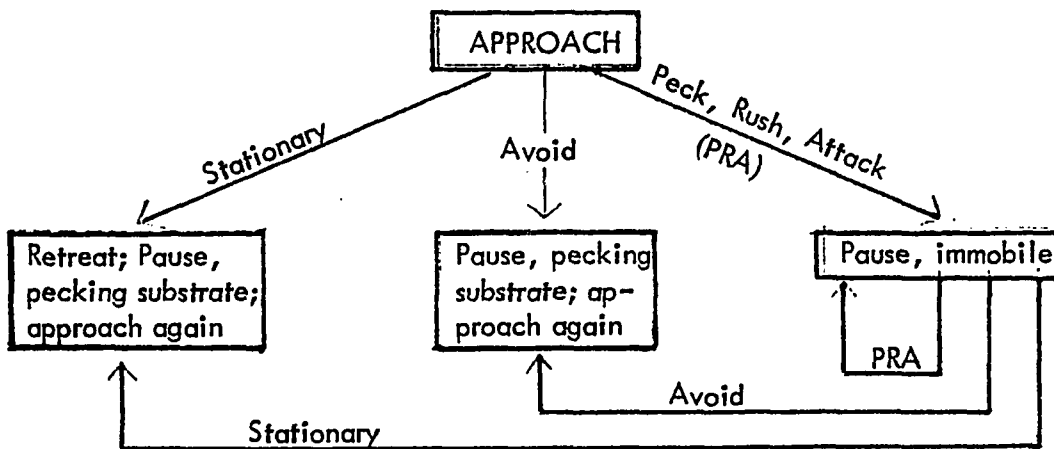 APPROACH
Peck, Rush, Attack
(PRA)
Stationary
Avoid
Retreat; Pause,
pecking substrate;
approach again
Pause, pecking
substrate; ap-
proach again
Pause, immobile
PRA
Avoid
Stationary